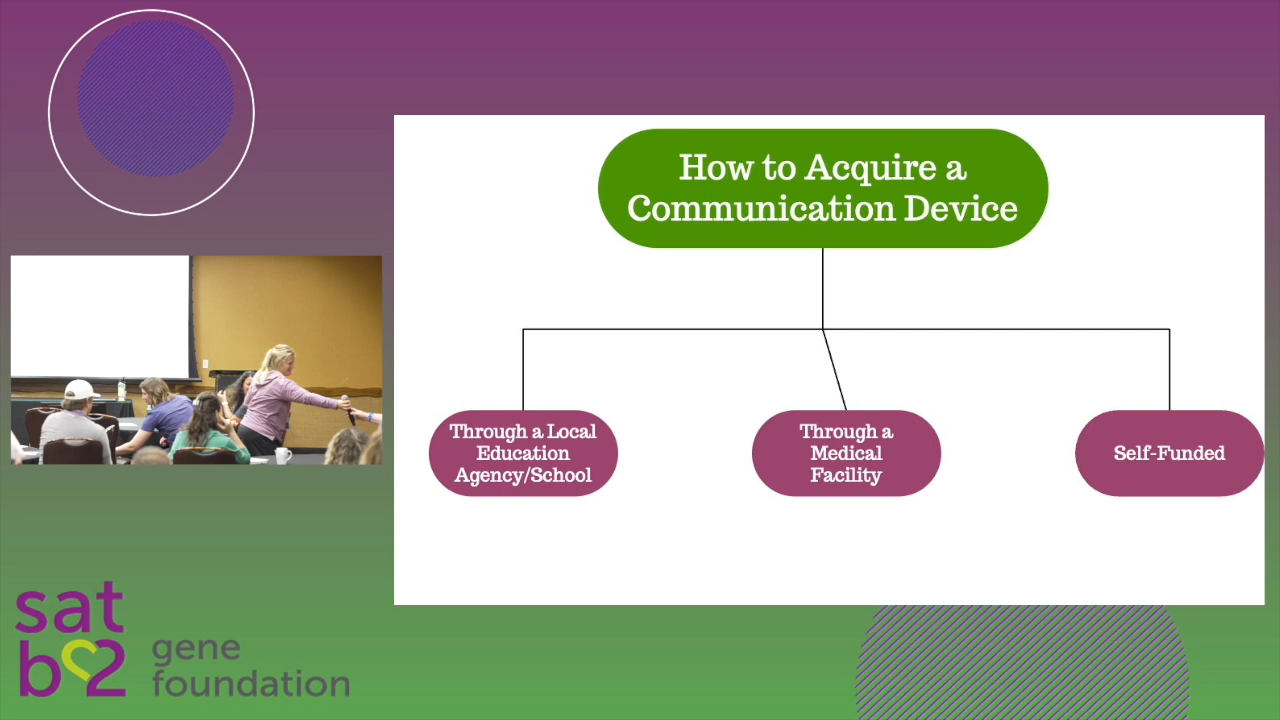 How to Acquire a
Communication Device
Through a Local
Education
Agency/School
Through a
Medical
Facility
Self-Funded
sat
b2
gene
foundation